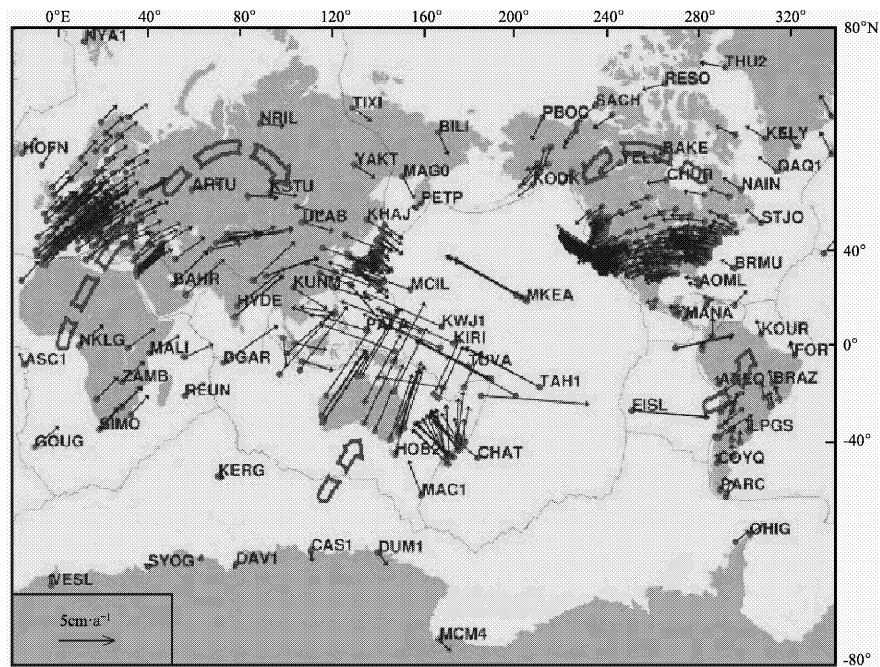 0°E 40° 80° 120° 160° 205° 240° 280° 320° 80°N
NYA1
THU2
RESO
TIXI
SACH
NRIL
PBOC
BILI
KELY
HOFN
BAKE
YAKT
YELL
QAQ1
MAG0
CHUR
KODK
ARTU
KSTU
NAIN
PETP
ULAB
KHAJ
STJO
40°
BRMU
BAHR
KUNM
MCIL
AOML
MKEA
HYDE
MANA
KWJ1
PALA
KOUR
NKLG
MALI
KIRI
0°
FOR
ASC1
DGAR
TUVA
ZAMB
TAH1
BRAZ
REUN
EISL
SIMO
LPGS
GOUG
HOB2
CHAT
-40°
COYQ
KERG
PARC
MAC1
OHIG
CAS1
DUM1
SYOG
DAV1
VESL
5cm·a⁻¹
MCM4
-80°